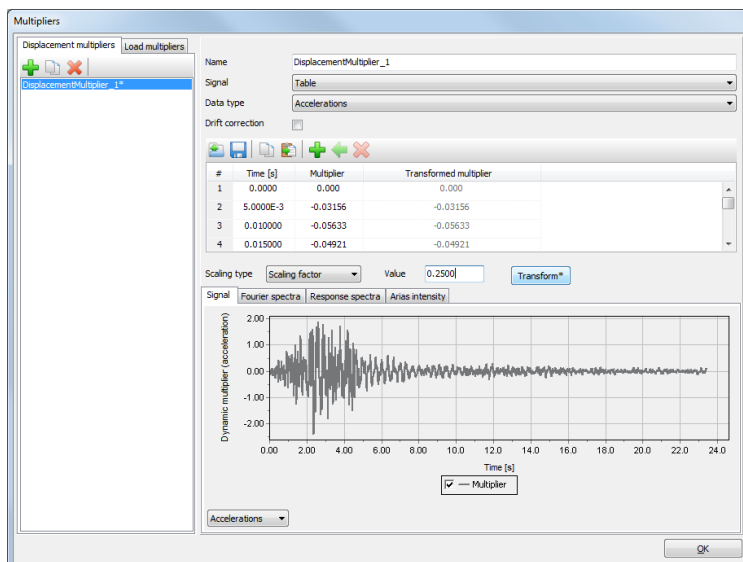 Multipliers
Displacement multipliers Load multipliers
DisplacementMultiplier_1*
Name DisplacementMultiplier_1
Signal Table
Data type Accelerations
Drift correction
# Time [s] Multiplier Transformed multiplier
1 0.0000 0.000 0.000
2 5.0000E-3 -0.03156 -0.03156
3 0.010000 -0.05633 -0.05633
4 0.015000 -0.04921 -0.04921
Scaling type Scaling factor Value 0.2500 Transform*
Signal Fourier spectra Response spectra Arias intensity
Dynamic multiplier (acceleration)
2.00
1.00
0.00
-1.00
-2.00
0.00 2.00 4.00 6.00 8.00 10.0 12.0 14.0 16.0 18.0 20.0 22.0 24.0
Time [s]
Multiplier
Accelerations
OK